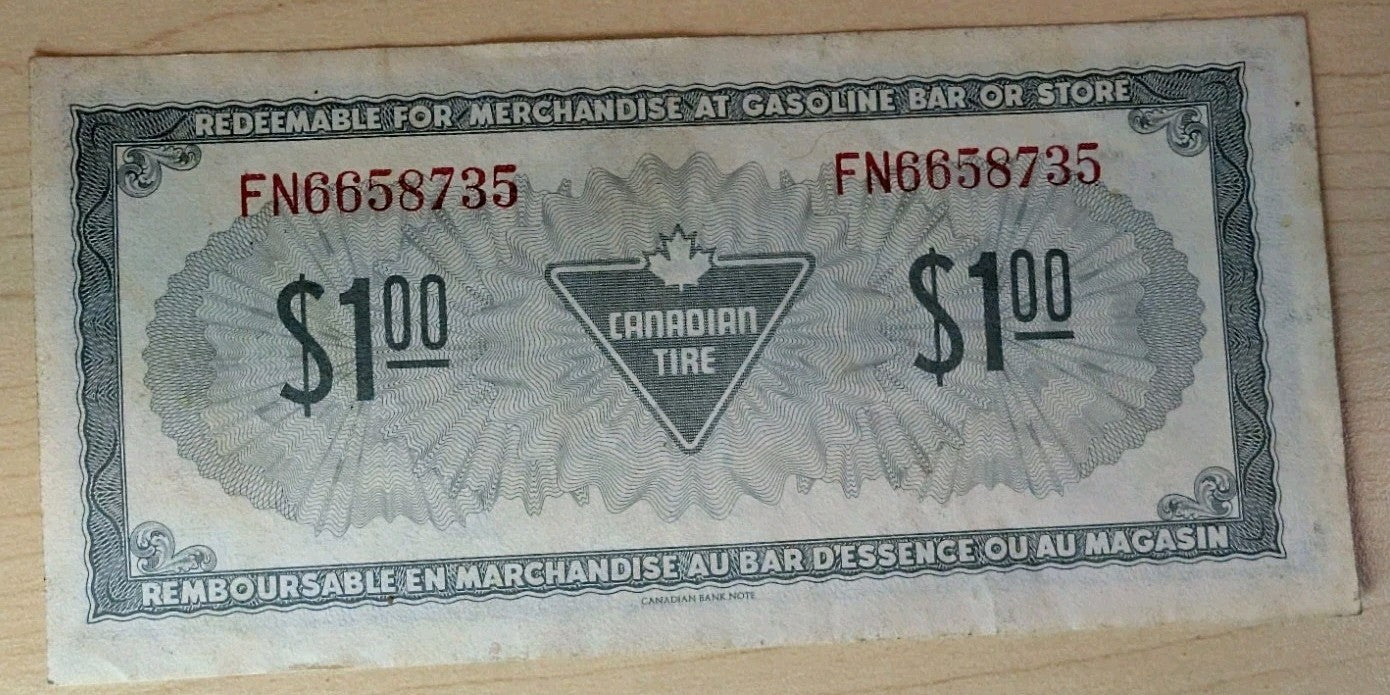 REDEEMABLE FOR MERCHANDISE AT GASOLINE BAR OR STORE
FN6658735 FN6658735
$1.00 CANADIAN TIRE $1.00
REMBOURSABLE EN MARCHANDISE AU BAR D'ESSENCE OU AU MAGASIN
CANADIAN BANK NOTE